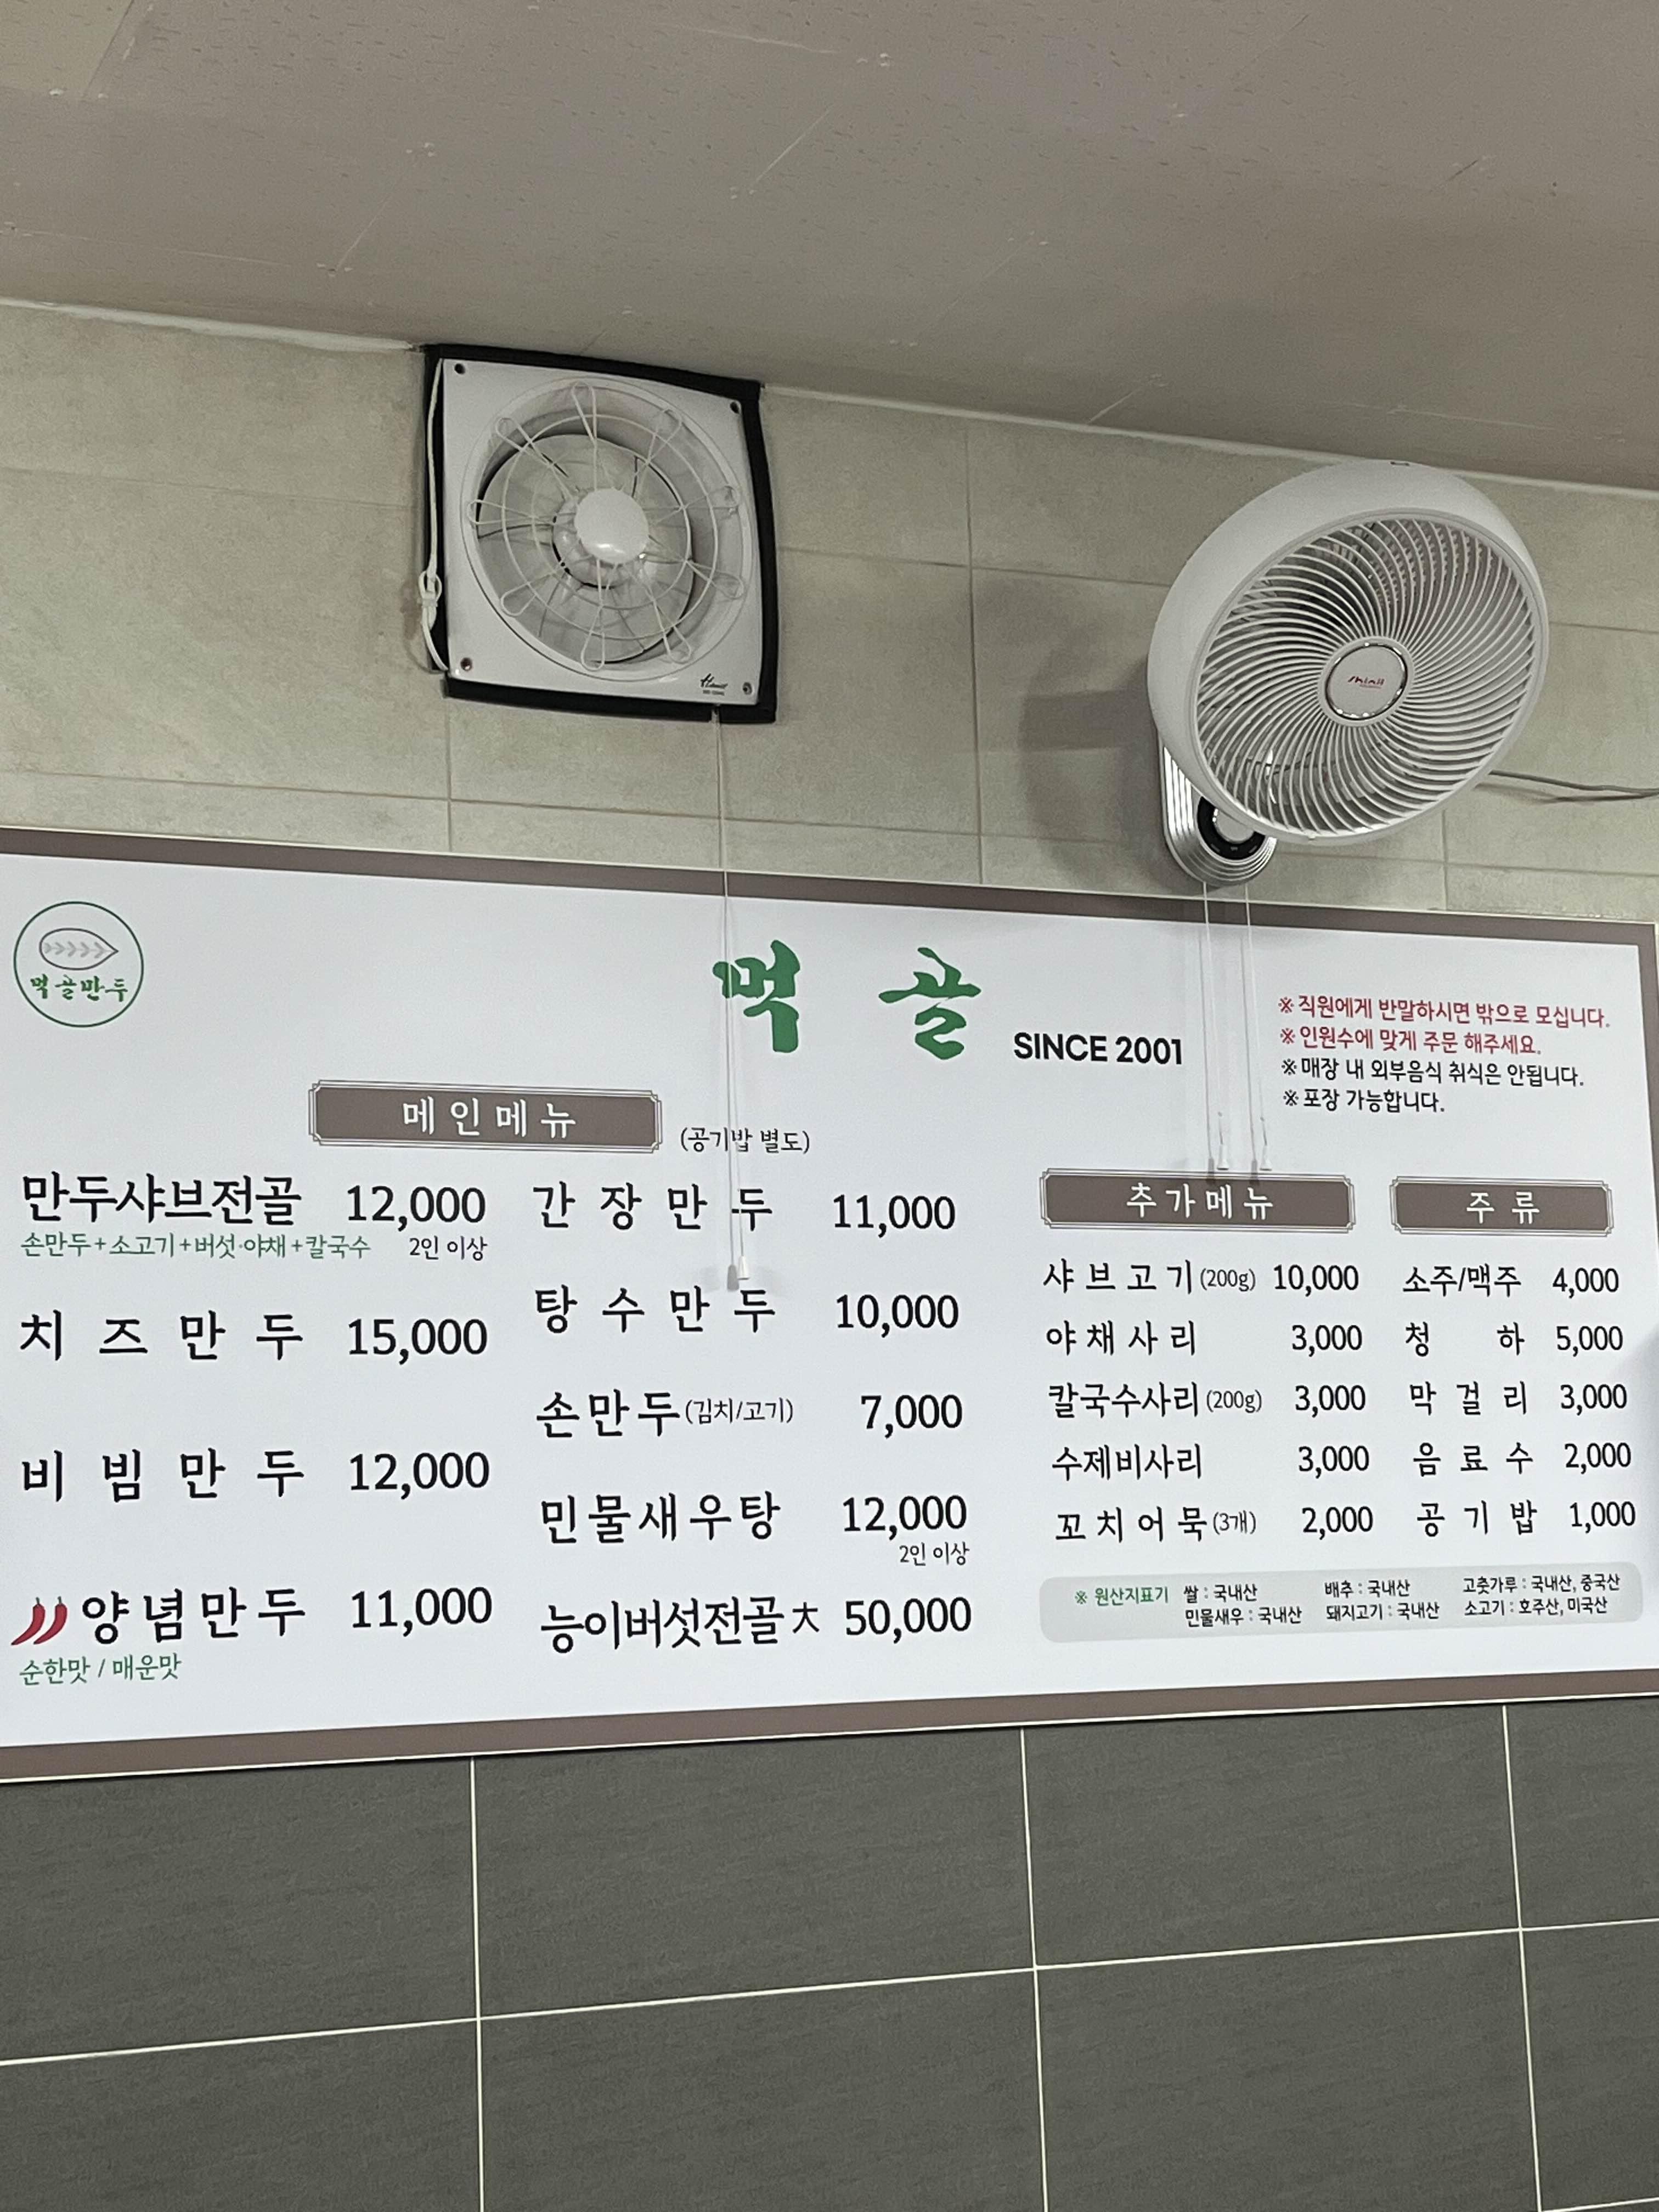 Shinil
먹골만두
먹골
SINCE 2001
※직원에게 반말하시면 밖으로 모십니다.
※인원수에 맞게 주문 해주세요.
※매장 내 외부음식 취식은 안됩니다.
※포장 가능합니다.
메인메뉴 (공기밥 별도)
만두샤브전골 12,000
손만두+소고기+버섯·야채+칼국수 2인 이상
치즈만두 15,000
비빔만두 12,000
양념만두 11,000
순한맛 / 매운맛
간장만두 11,000
탕수만두 10,000
손만두(김치/고기) 7,000
민물새우탕 12,000
2인 이상
능이버섯전골大 50,000
추가메뉴
샤브고기(200g) 10,000
야채사리 3,000
칼국수사리(200g) 3,000
수제비사리 3,000
꼬치어묵(3개) 2,000
주류
소주/맥주 4,000
청하 5,000
막걸리 3,000
음료수 2,000
공기밥 1,000
※ 원산지표기 쌀 : 국내산 배추 : 국내산 고춧가루 : 국내산, 중국산
민물새우 : 국내산 돼지고기 : 국내산 소고기 : 호주산, 미국산